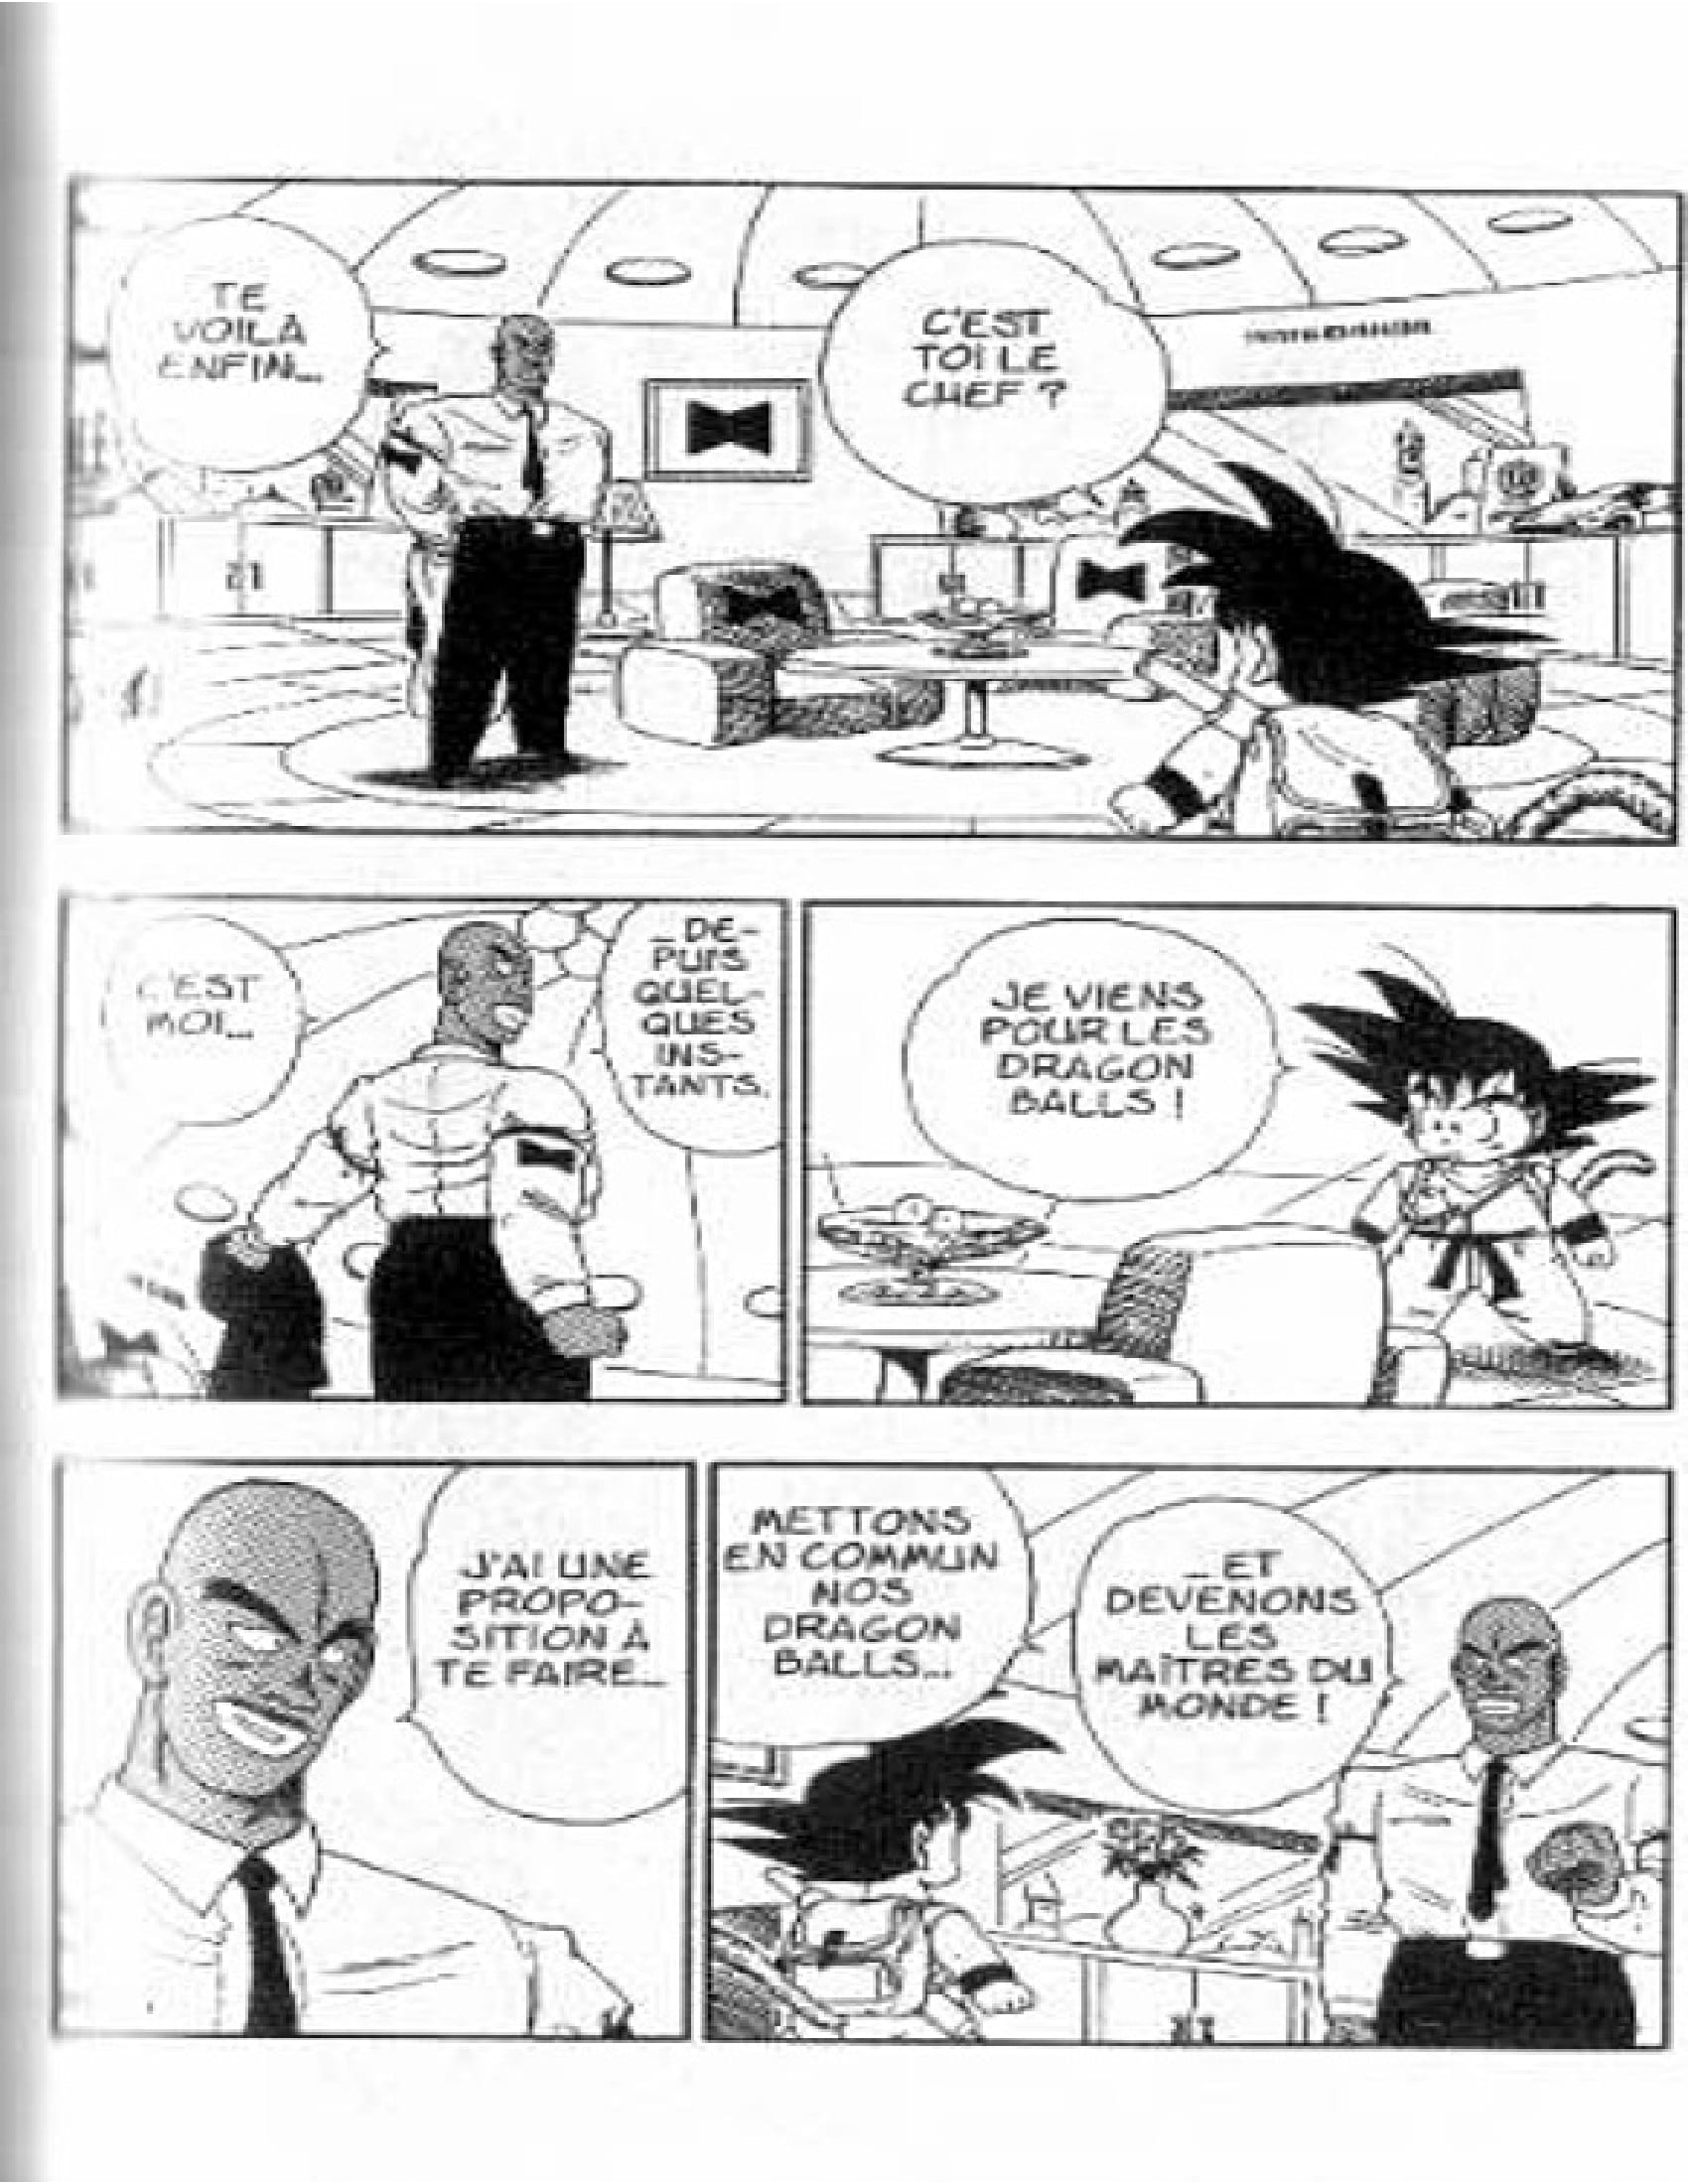 TE
VOILÀ
ENFIN...
C'EST
TOI LE
CHEF ?
C'EST
MOI...
...DE-
PUIS
QUEL-
QUES
INS-
TANTS.
JE VIENS
POUR LES
DRAGON
BALLS !
J'AI UNE
PROPO-
SITION À
TE FAIRE...
METTONS
EN COMMUN
NOS
DRAGON
BALLS...
...ET
DEVENONS
LES
MAÎTRES DU
MONDE !